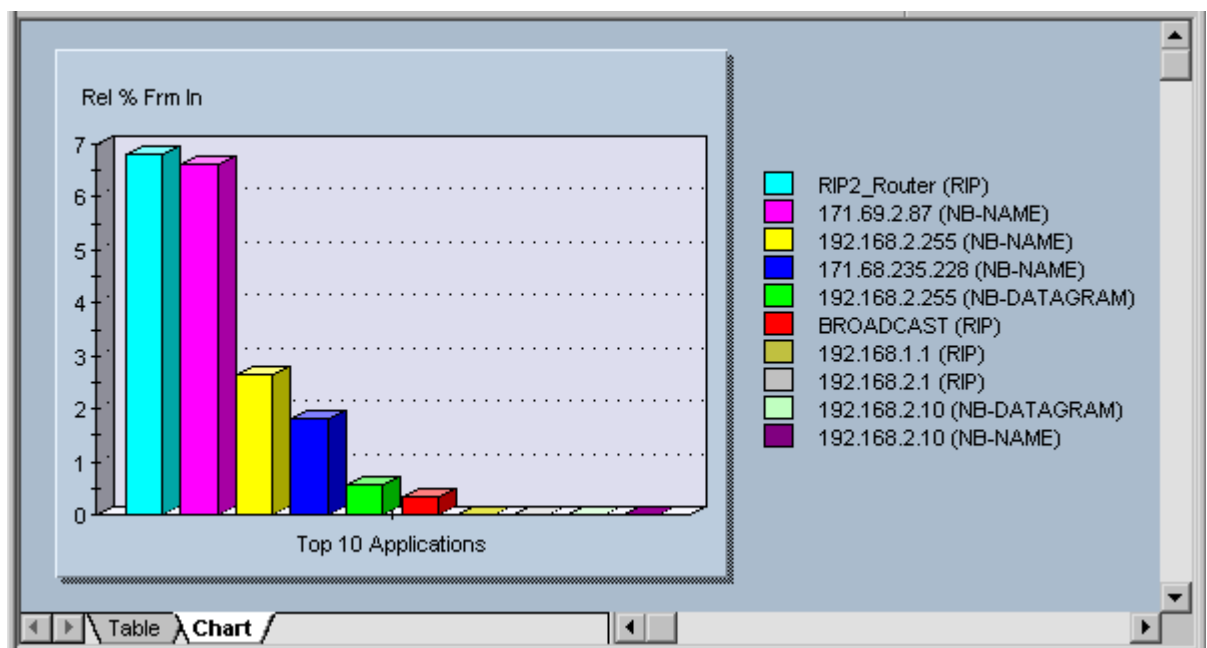 Rel % Frm In
7
6
5
4
3
2
1
0
Top 10 Applications
RIP2_Router (RIP)
171.69.2.87 (NB-NAME)
192.168.2.255 (NB-NAME)
171.68.235.228 (NB-NAME)
192.168.2.255 (NB-DATAGRAM)
BROADCAST (RIP)
192.168.1.1 (RIP)
192.168.2.1 (RIP)
192.168.2.10 (NB-DATAGRAM)
192.168.2.10 (NB-NAME)
Table Chart